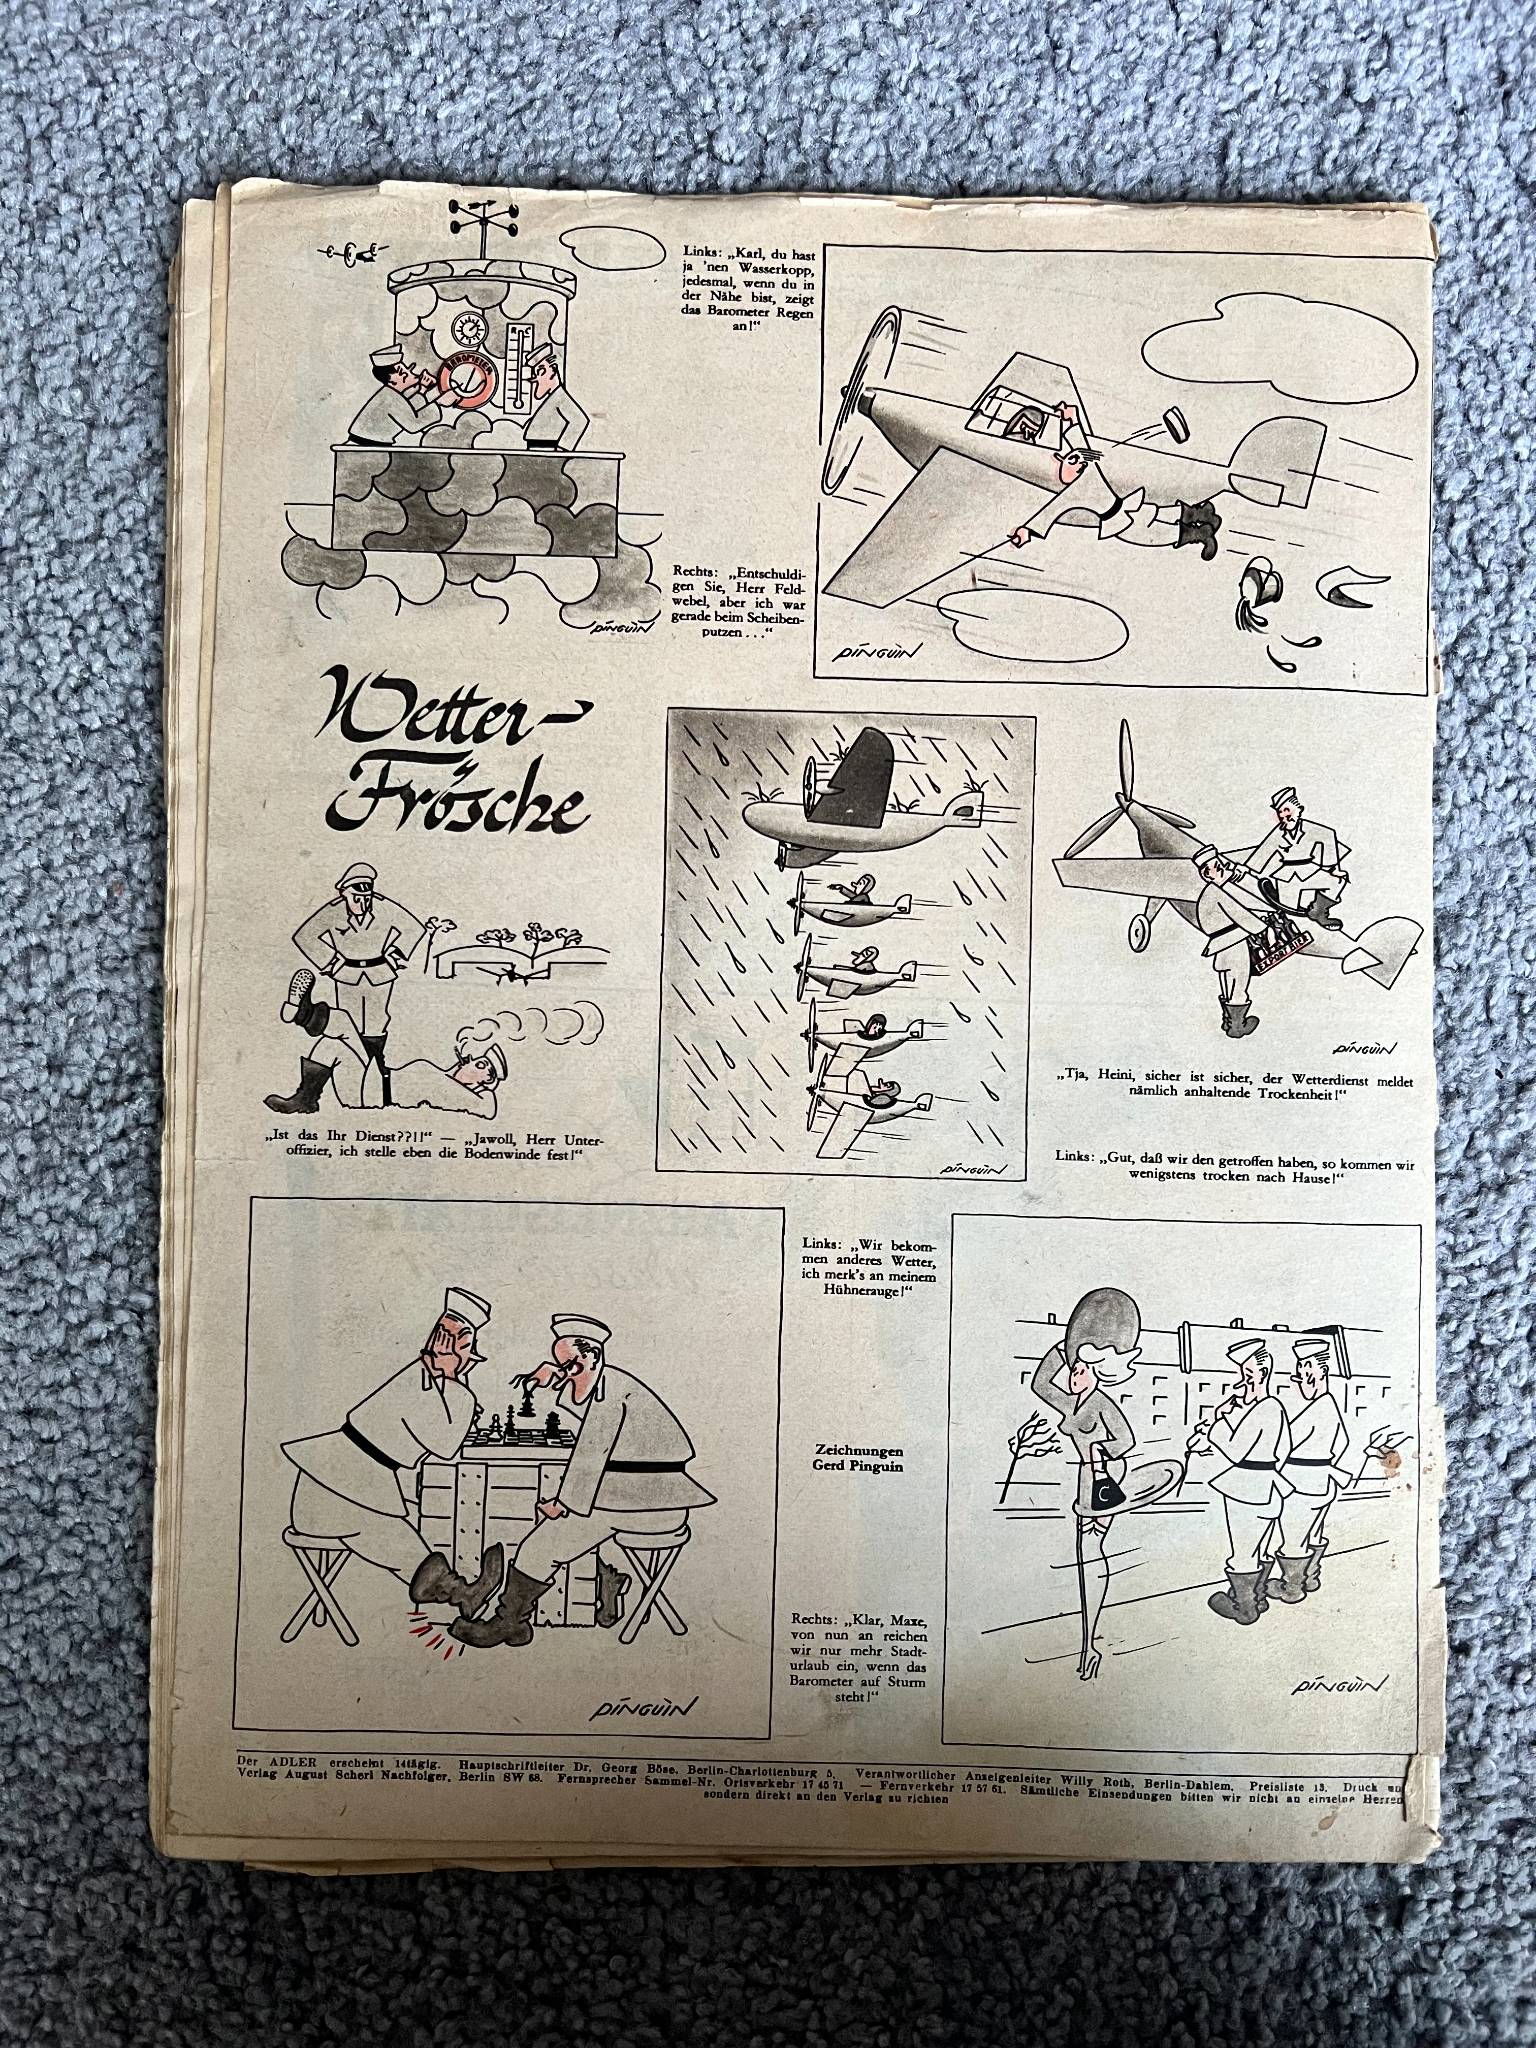 Links: „Karl, du hast
ja 'nen Wasserkopp,
jedesmal, wenn du in
der Nähe bist, zeigt
das Barometer Regen
an!“
BAROMETER
R C
Rechts: „Entschuldi-
gen Sie, Herr Feld-
webel, aber ich war
gerade beim Scheiben-
putzen . . .“
PINGUIN
PINGUIN
Wetter-
Frösche
EXPORT BIER
PINGUIN
„Tja, Heini, sicher ist sicher, der Wetterdienst meldet
nämlich anhaltende Trockenheit!“
„Ist das Ihr Dienst??!!“ — „Jawoll, Herr Unter-
offizier, ich stelle eben die Bodenwinde fest!“
PINGUIN
Links: „Gut, daß wir den getroffen haben, so kommen wir
wenigstens trocken nach Hause!“
Links: „Wir bekom-
men anderes Wetter,
ich merk's an meinem
Hühnerauge!“
Zeichnungen
Gerd Pinguin
C
Rechts: „Klar, Maxe,
von nun an reichen
wir nur mehr Stadt-
urlaub ein, wenn das
Barometer auf Sturm
steht!“
PINGUIN
PINGUIN
Der ADLER erscheint 14tägig. Hauptschriftleiter Dr. Georg Böse, Berlin-Charlottenburg 5, Verantwortlicher Anzeigenleiter Willy Roth, Berlin-Dahlem, Preisliste 13. Druck un
Verlag August Scherl Nachfolger, Berlin SW 68. Fernsprecher Sammel-Nr. Ortsverkehr 17 45 71 — Fernverkehr 17 57 61. Sämtliche Einsendungen bitten wir nicht an einzelne Herren
sondern direkt an den Verlag zu richten